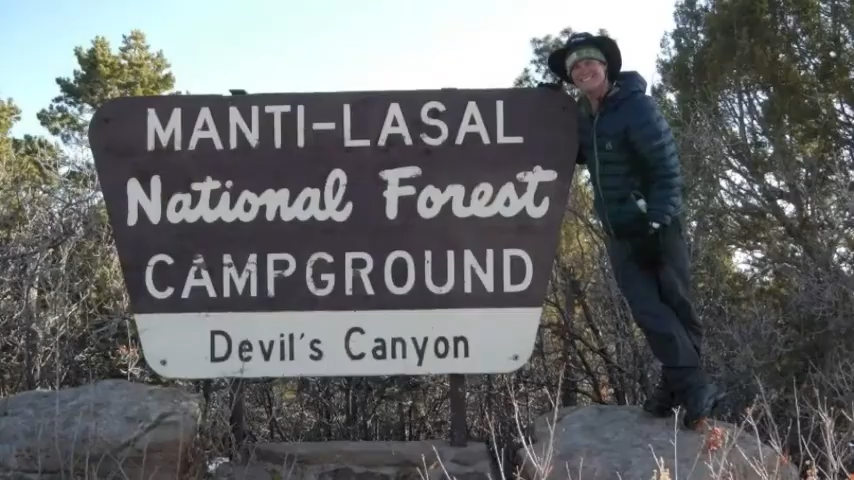 MANTI-LASAL
National Forest
CAMPGROUND
Devil's Canyon